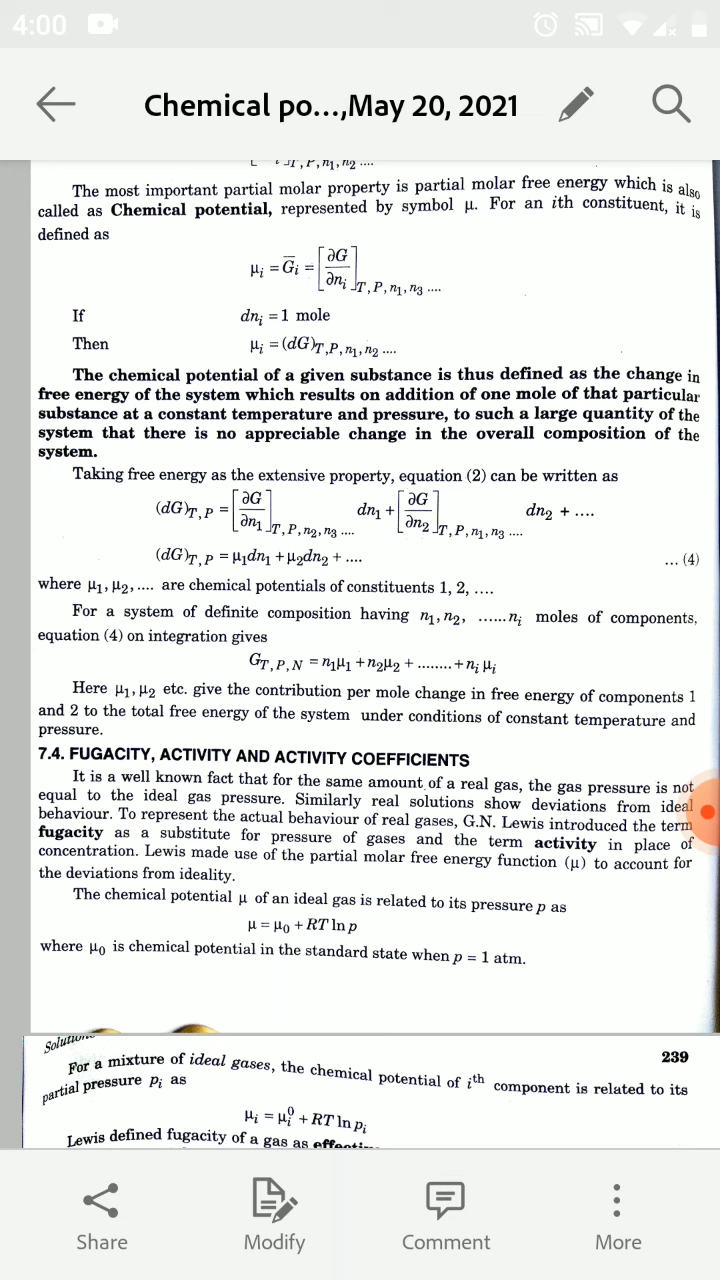 4:00
Chemical po...,May 20, 2021
The most important partial molar property is partial molar free energy which is also
called as Chemical potential, represented by symbol μ. For an ith constituent, it is
defined as
μi = G̅i = [∂G/∂ni]T, P, n1, n3 ....
If dni = 1 mole
Then μi = (dG)T,P, n1, n2 ....
The chemical potential of a given substance is thus defined as the change in
free energy of the system which results on addition of one mole of that particular
substance at a constant temperature and pressure, to such a large quantity of the
system that there is no appreciable change in the overall composition of the
system.
Taking free energy as the extensive property, equation (2) can be written as
(dG)T, P = [∂G/∂n1]T, P, n2, n3 .... dn1 + [∂G/∂n2]T, P, n1, n3 .... dn2 + ....
(dG)T, P = μ1dn1 + μ2dn2 + .... ... (4)
where μ1, μ2, .... are chemical potentials of constituents 1, 2, ....
For a system of definite composition having n1, n2, ......ni moles of components,
equation (4) on integration gives
GT, P, N = n1μ1 + n2μ2 + ........ + ni μi
Here μ1, μ2 etc. give the contribution per mole change in free energy of components 1
and 2 to the total free energy of the system under conditions of constant temperature and
pressure.
7.4. FUGACITY, ACTIVITY AND ACTIVITY COEFFICIENTS
It is a well known fact that for the same amount of a real gas, the gas pressure is not
equal to the ideal gas pressure. Similarly real solutions show deviations from ideal
behaviour. To represent the actual behaviour of real gases, G.N. Lewis introduced the term
fugacity as a substitute for pressure of gases and the term activity in place of
concentration. Lewis made use of the partial molar free energy function (μ) to account for
the deviations from ideality.
The chemical potential μ of an ideal gas is related to its pressure p as
μ = μ0 + RT ln p
where μ0 is chemical potential in the standard state when p = 1 atm.
239
For a mixture of ideal gases, the chemical potential of ith component is related to its
partial pressure pi as
μi = μi0 + RT ln pi
Lewis defined fugacity of a gas as
Share
Modify
Comment
More